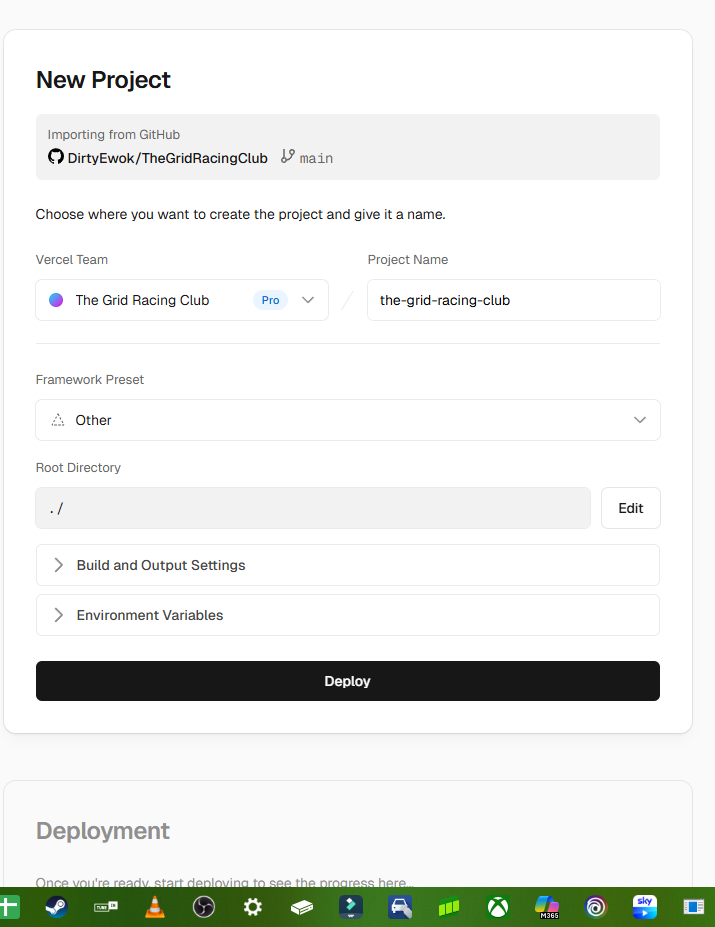 New Project
Importing from GitHub
DirtyEwok/TheGridRacingClub main
Choose where you want to create the project and give it a name.
Vercel Team
Project Name
The Grid Racing Club Pro
/ the-grid-racing-club
Framework Preset
Other
Root Directory
./
Edit
Build and Output Settings
Environment Variables
Deploy
Deployment
Once you're ready, start deploying to see the progress here...
M365
sky